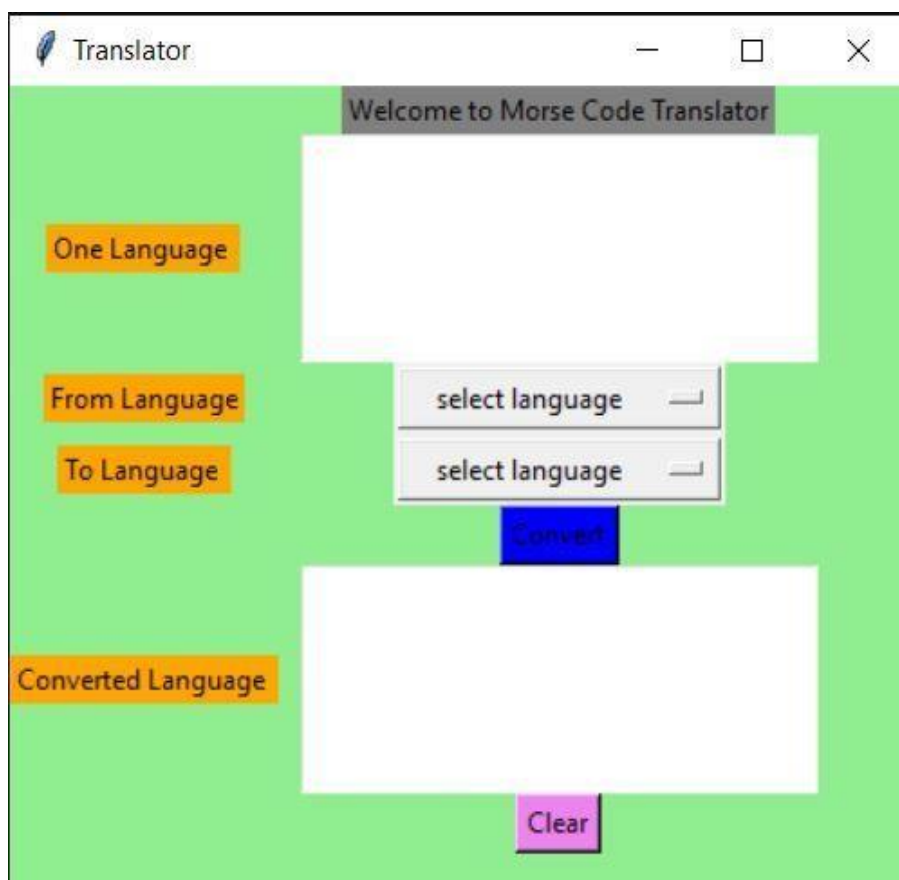 Translator
Welcome to Morse Code Translator
One Language
From Language
select language
To Language
select language
Convert
Converted Language
Clear